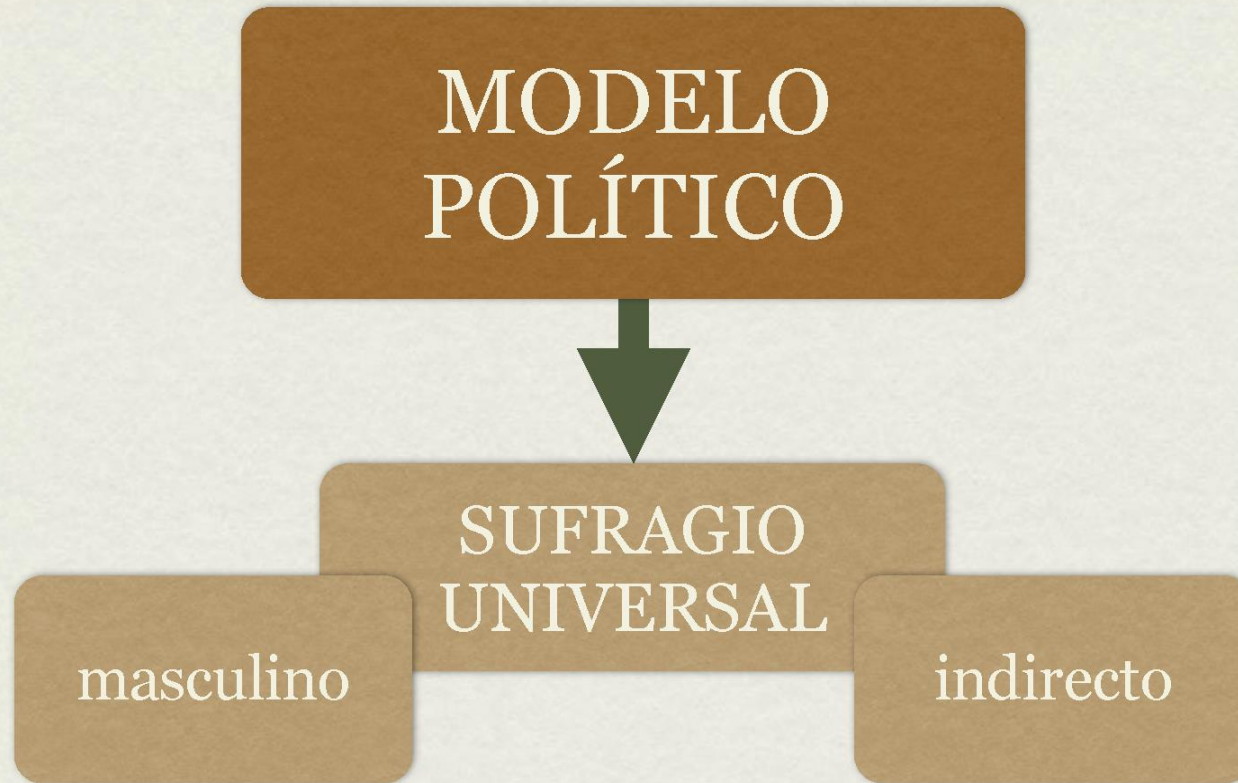 MODELO
POLÍTICO
SUFRAGIO
UNIVERSAL
masculino
indirecto